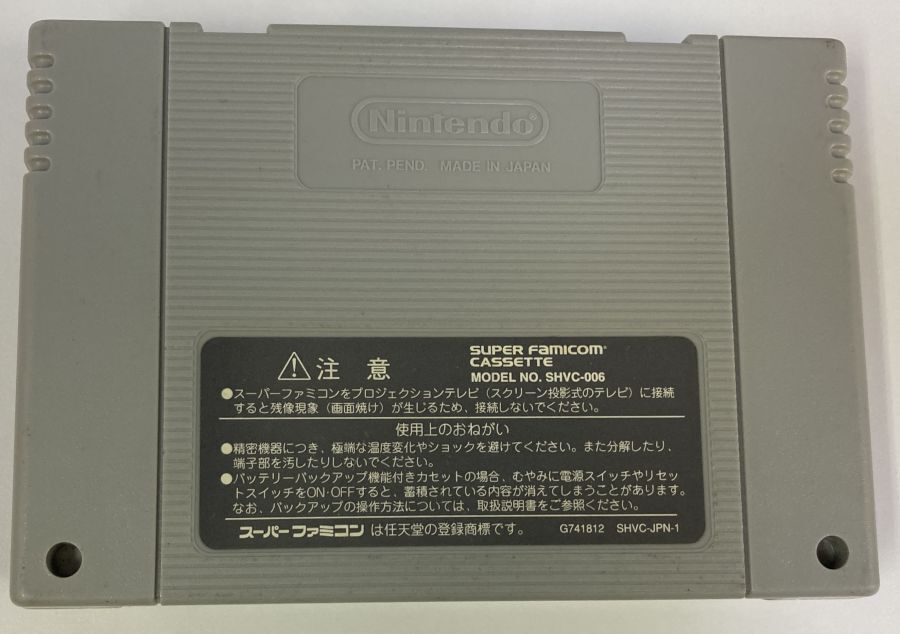 Nintendo®
PAT. PEND. MADE IN JAPAN
⚠注意
SUPER FAMICOM®
CASSETTE
MODEL NO. SHVC-006
●スーパーファミコンをプロジェクションテレビ（スクリーン投影式のテレビ）に接続
すると残像現象（画面焼け）が生じるため、接続しないでください。
使用上のおねがい
●精密機器につき、極端な温度変化やショックを避けてください。また分解したり、
端子部を汚したりしないでください。
●バッテリーバックアップ機能付きカセットの場合、むやみに電源スイッチやリセッ
トスイッチをON・OFFすると、蓄積されている内容が消えてしまうことがあります。
なお、バックアップの操作方法については、取扱説明書をご参照ください。
スーパーファミコンは任天堂の登録商標です。 G741812 SHVC-JPN-1